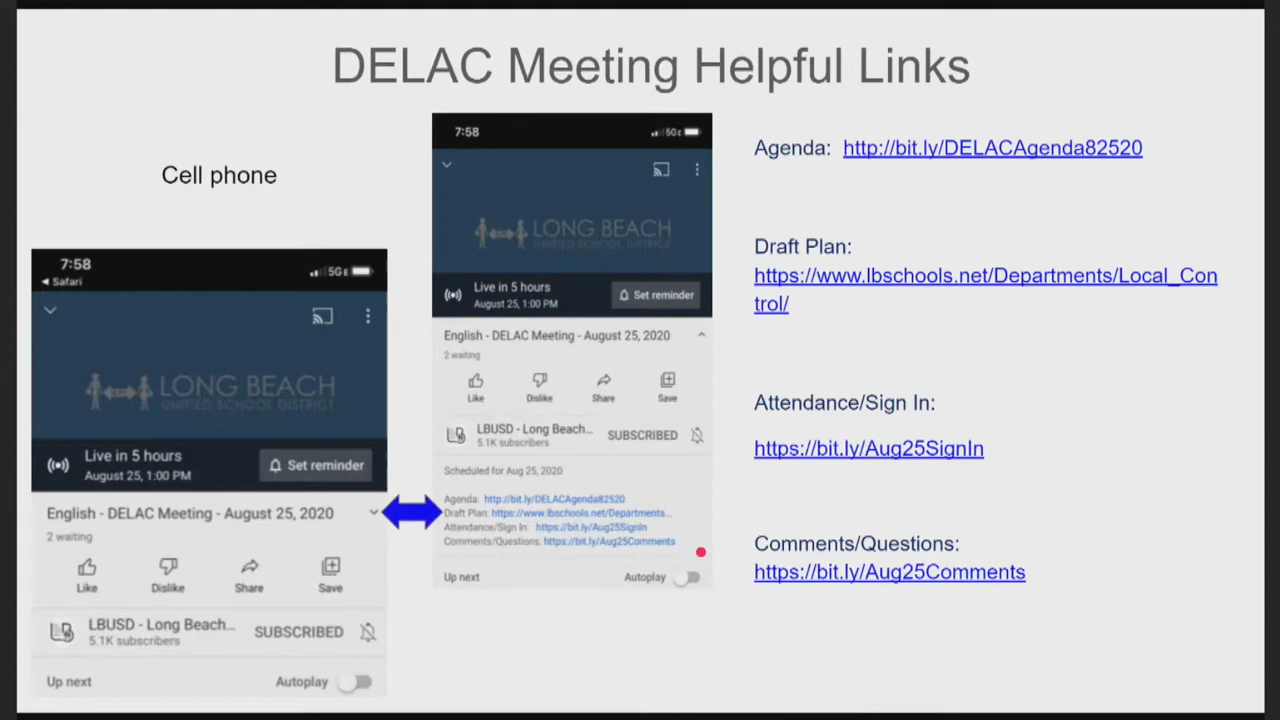 DELAC Meeting Helpful Links
Cell phone
7:58
Safari
5G E
LONG BEACH
UNIFIED SCHOOL DISTRICT
Live in 5 hours
August 25, 1:00 PM
Set reminder
English - DELAC Meeting - August 25, 2020
2 waiting
Like
Dislike
Share
Save
LBUSD - Long Beach...
5.1K subscribers
SUBSCRIBED
Up next
Autoplay
7:58
5G E
LONG BEACH
UNIFIED SCHOOL DISTRICT
Live in 5 hours
August 25, 1:00 PM
Set reminder
English - DELAC Meeting - August 25, 2020
2 waiting
Like
Dislike
Share
Save
LBUSD - Long Beach...
5.1K subscribers
SUBSCRIBED
Scheduled for Aug 25, 2020
Agenda: http://bit.ly/DELACAgenda82520
Draft Plan: https://www.lbschools.net/Departments...
Attendance/Sign In: https://bit.ly/Aug25SignIn
Comments/Questions: https://bit.ly/Aug25Comments
Up next
Autoplay
Agenda: http://bit.ly/DELACAgenda82520
Draft Plan:
https://www.lbschools.net/Departments/Local_Con
trol/
Attendance/Sign In:
https://bit.ly/Aug25SignIn
Comments/Questions:
https://bit.ly/Aug25Comments